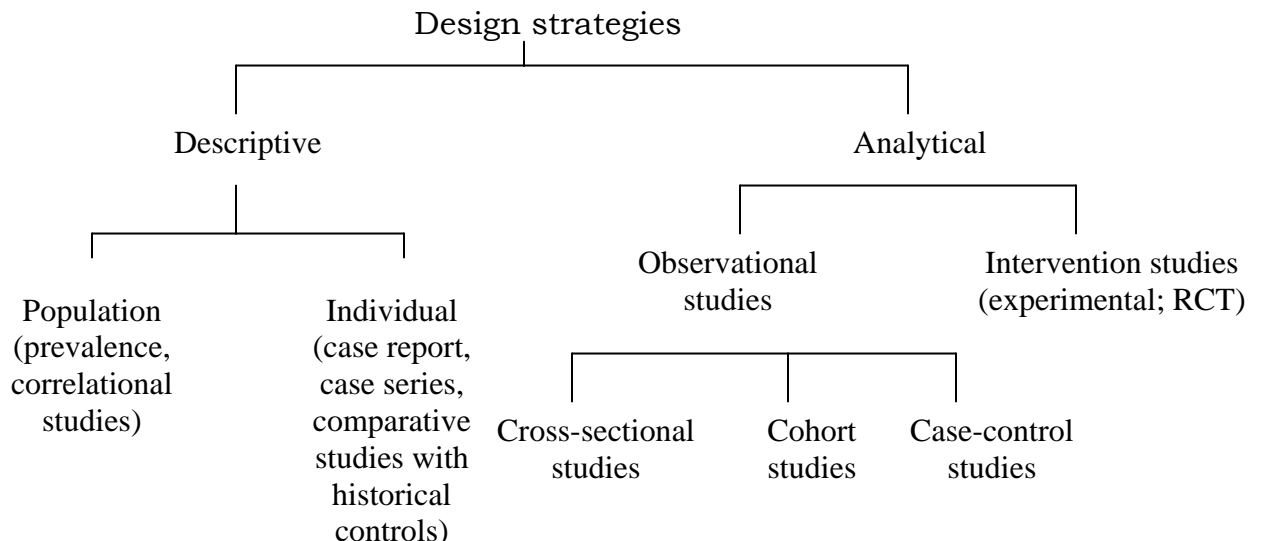 Design strategies
Descriptive
Analytical
Population
(prevalence,
correlational
studies)
Individual
(case report,
case series,
comparative
studies with
historical
controls)
Observational
studies
Intervention studies
(experimental; RCT)
Cross-sectional
studies
Cohort
studies
Case-control
studies